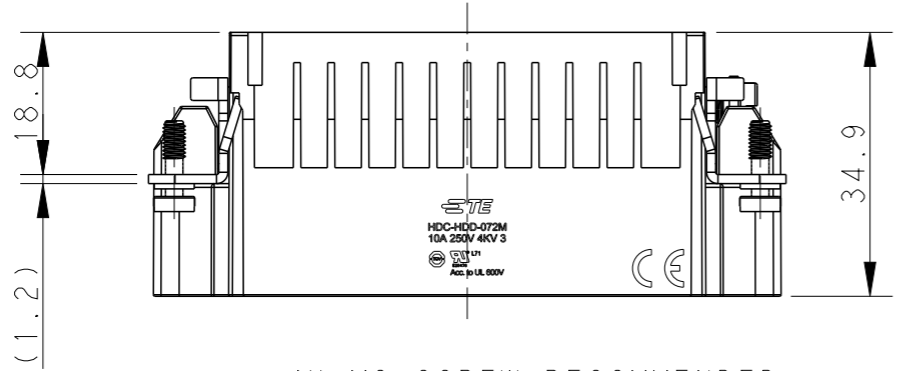 18.8
34.9
(1.2)
TE
HDC-HDD-072M
10A 250V 4KV 3
L71
Acc. to UL 600V
CE